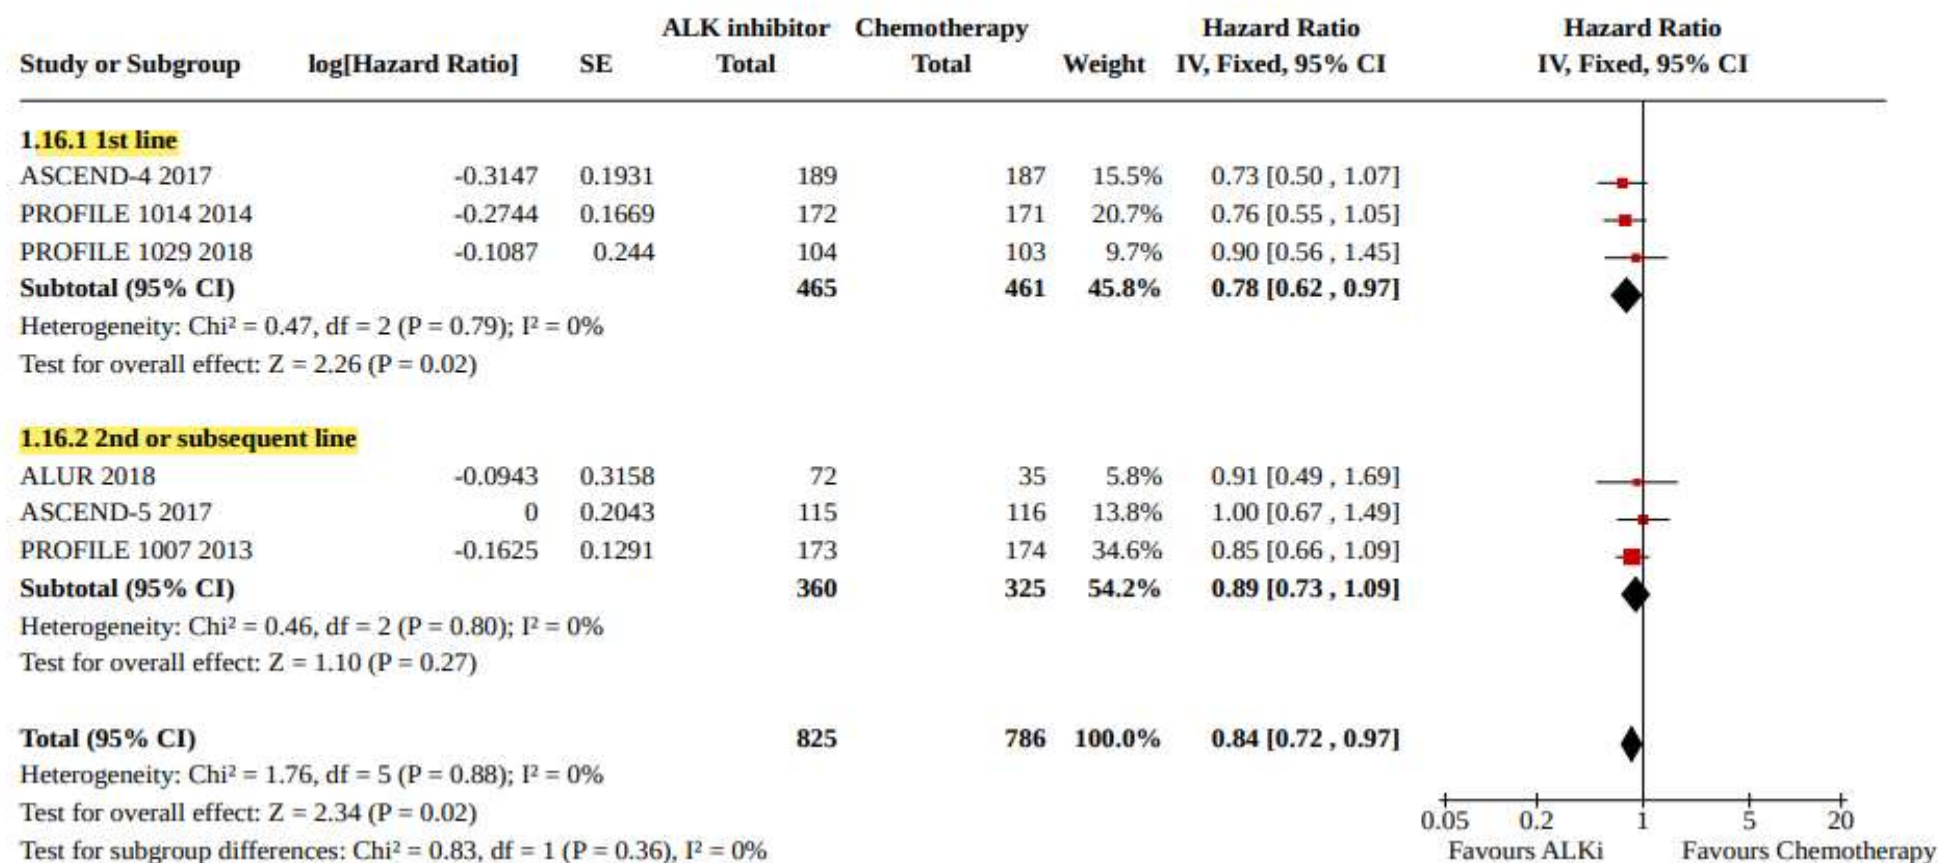 ALK inhibitor Chemotherapy Hazard Ratio Hazard Ratio
Study or Subgroup log[Hazard Ratio] SE Total Total Weight IV, Fixed, 95% CI IV, Fixed, 95% CI
1.16.1 1st line
ASCEND-4 2017 -0.3147 0.1931 189 187 15.5% 0.73 [0.50 , 1.07]
PROFILE 1014 2014 -0.2744 0.1669 172 171 20.7% 0.76 [0.55 , 1.05]
PROFILE 1029 2018 -0.1087 0.244 104 103 9.7% 0.90 [0.56 , 1.45]
Subtotal (95% CI) 465 461 45.8% 0.78 [0.62 , 0.97]
Heterogeneity: Chi² = 0.47, df = 2 (P = 0.79); I² = 0%
Test for overall effect: Z = 2.26 (P = 0.02)
1.16.2 2nd or subsequent line
ALUR 2018 -0.0943 0.3158 72 35 5.8% 0.91 [0.49 , 1.69]
ASCEND-5 2017 0 0.2043 115 116 13.8% 1.00 [0.67 , 1.49]
PROFILE 1007 2013 -0.1625 0.1291 173 174 34.6% 0.85 [0.66 , 1.09]
Subtotal (95% CI) 360 325 54.2% 0.89 [0.73 , 1.09]
Heterogeneity: Chi² = 0.46, df = 2 (P = 0.80); I² = 0%
Test for overall effect: Z = 1.10 (P = 0.27)
Total (95% CI) 825 786 100.0% 0.84 [0.72 , 0.97]
Heterogeneity: Chi² = 1.76, df = 5 (P = 0.88); I² = 0%
Test for overall effect: Z = 2.34 (P = 0.02)
0.05 0.2 1 5 20
Test for subgroup differences: Chi² = 0.83, df = 1 (P = 0.36), I² = 0% Favours ALKi Favours Chemotherapy